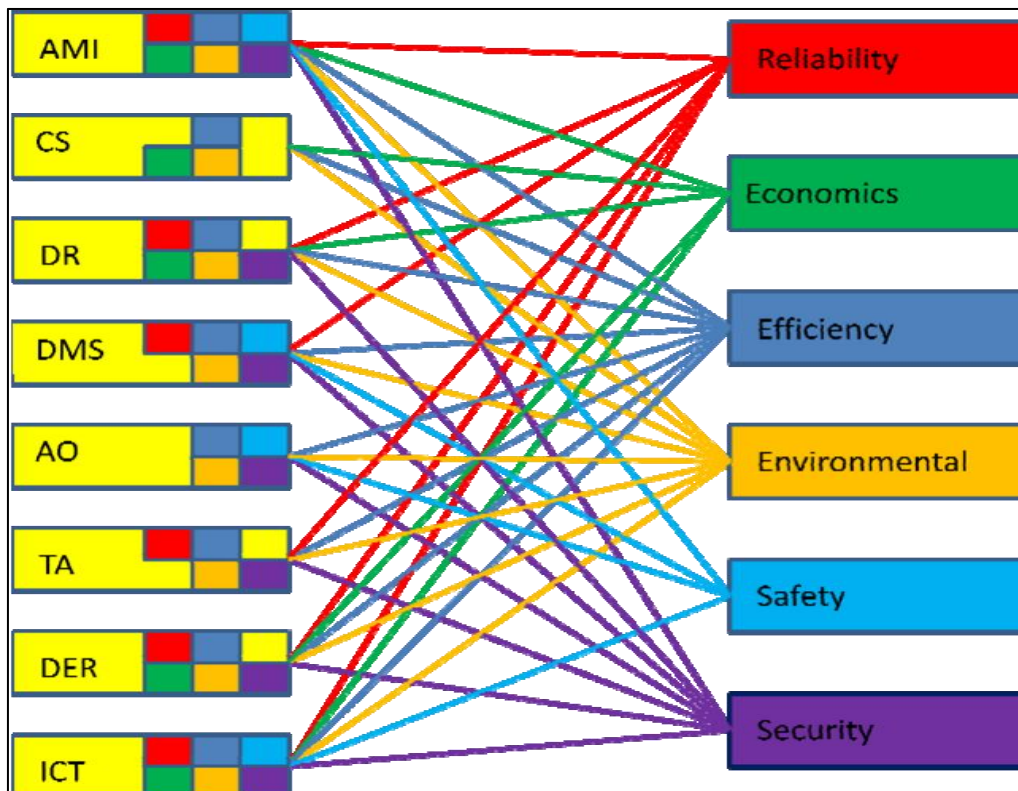 AMI
Reliability
CS
Economics
DR
Efficiency
DMS
AO
Environmental
TA
Safety
DER
Security
ICT